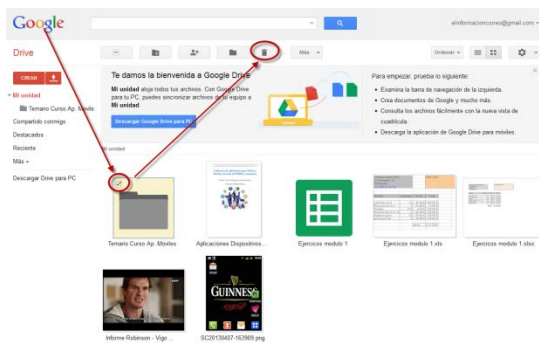 Google
elmformacioncorreo@gmail.com
Drive
Más
Ordenar
CREAR
Te damos la bienvenida a Google Drive
Mi unidad aloja todos tus archivos. Con Google Drive
para tu PC, puedes sincronizar archivos de tu equipo a
Mi unidad.
Descargar Google Drive para PC
Para empezar, prueba lo siguiente:
Examina la barra de navegación de la izquierda.
Crea documentos de Google y mucho más.
Consulta los archivos fácilmente con la nueva vista de
cuadrícula.
Descarga la aplicación de Google Drive para móviles.
Mi unidad
Temario Curso Ap. Moviles
Compartido conmigo
Destacados
Reciente
Más
Descargar Drive para PC
Mi unidad
Temario Curso Ap. Moviles
Aplicaciones Dispositivos...
Ejercicos modulo 1
Ejercicos modulo 1.xls
Ejercicos modulo 1.xlsx
GUINNESS
Informe Robinson - Vigo ...
SC20130407-163989.png